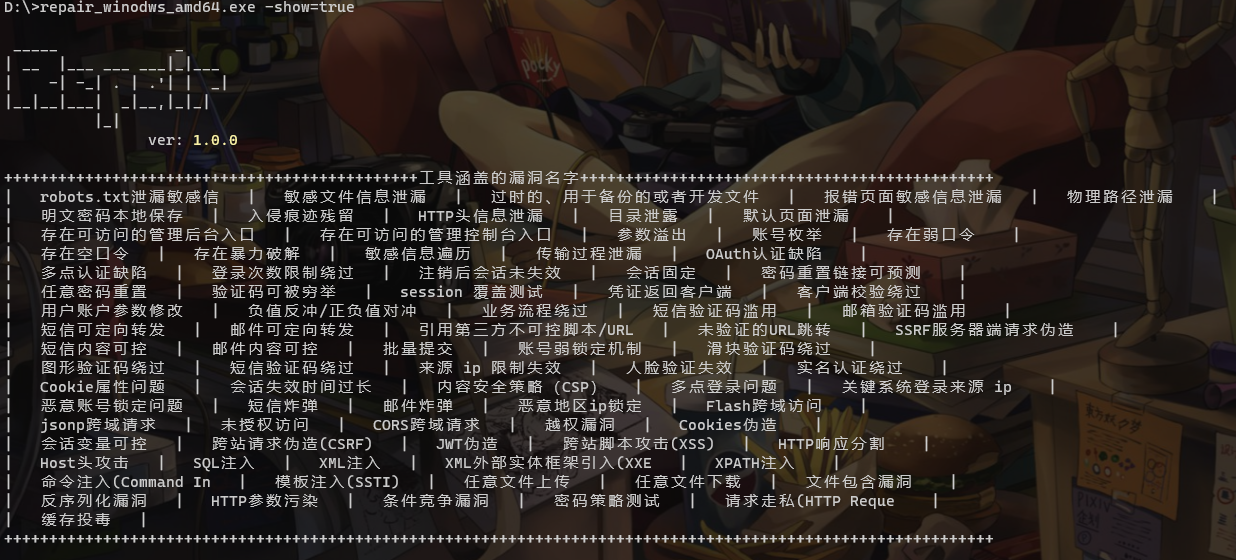 D:\>repair_winodws_amd64.exe -show=true
ver: 1.0.0
++++++++++++++++++++++++++++++++++++++++++++++工具涵盖的漏洞名字++++++++++++++++++++++++++++++++++++++++++++++
| robots.txt泄漏敏感信 | 敏感文件信息泄漏 | 过时的、用于备份的或者开发文件 | 报错页面敏感信息泄漏 | 物理路径泄漏 |
| 明文密码本地保存 | 入侵痕迹残留 | HTTP头信息泄漏 | 目录泄露 | 默认页面泄漏 |
| 存在可访问的管理后台入口 | 存在可访问的管理控制台入口 | 参数溢出 | 账号枚举 | 存在弱口令 |
| 存在空口令 | 存在暴力破解 | 敏感信息遍历 | 传输过程泄漏 | OAuth认证缺陷 |
| 多点认证缺陷 | 登录次数限制绕过 | 注销后会话未失效 | 会话固定 | 密码重置链接可预测 |
| 任意密码重置 | 验证码可被穷举 | session 覆盖测试 | 凭证返回客户端 | 客户端校验绕过 |
| 用户账户参数修改 | 负值反冲/正负值对冲 | 业务流程绕过 | 短信验证码滥用 | 邮箱验证码滥用 |
| 短信可定向转发 | 邮件可定向转发 | 引用第三方不可控脚本/URL | 未验证的URL跳转 | SSRF服务器端请求伪造 |
| 短信内容可控 | 邮件内容可控 | 批量提交 | 账号弱锁定机制 | 滑块验证码绕过 |
| 图形验证码绕过 | 短信验证码绕过 | 来源 ip 限制失效 | 人脸验证失效 | 实名认证绕过 |
| Cookie属性问题 | 会话失效时间过长 | 内容安全策略 (CSP) | 多点登录问题 | 关键系统登录来源 ip |
| 恶意账号锁定问题 | 短信炸弹 | 邮件炸弹 | 恶意地区ip锁定 | Flash跨域访问 |
| jsonp跨域请求 | 未授权访问 | CORS跨域请求 | 越权漏洞 | Cookies伪造 |
| 会话变量可控 | 跨站请求伪造(CSRF) | JWT伪造 | 跨站脚本攻击(XSS) | HTTP响应分割 |
| Host头攻击 | SQL注入 | XML注入 | XML外部实体框架引入(XXE | XPATH注入 |
| 命令注入(Command In | 模板注入(SSTI) | 任意文件上传 | 任意文件下载 | 文件包含漏洞 |
| 反序列化漏洞 | HTTP参数污染 | 条件竞争漏洞 | 密码策略测试 | 请求走私(HTTP Reque |
| 缓存投毒 |
++++++++++++++++++++++++++++++++++++++++++++++++++++++++++++++++++++++++++++++++++++++++++++++++++++++++++++++